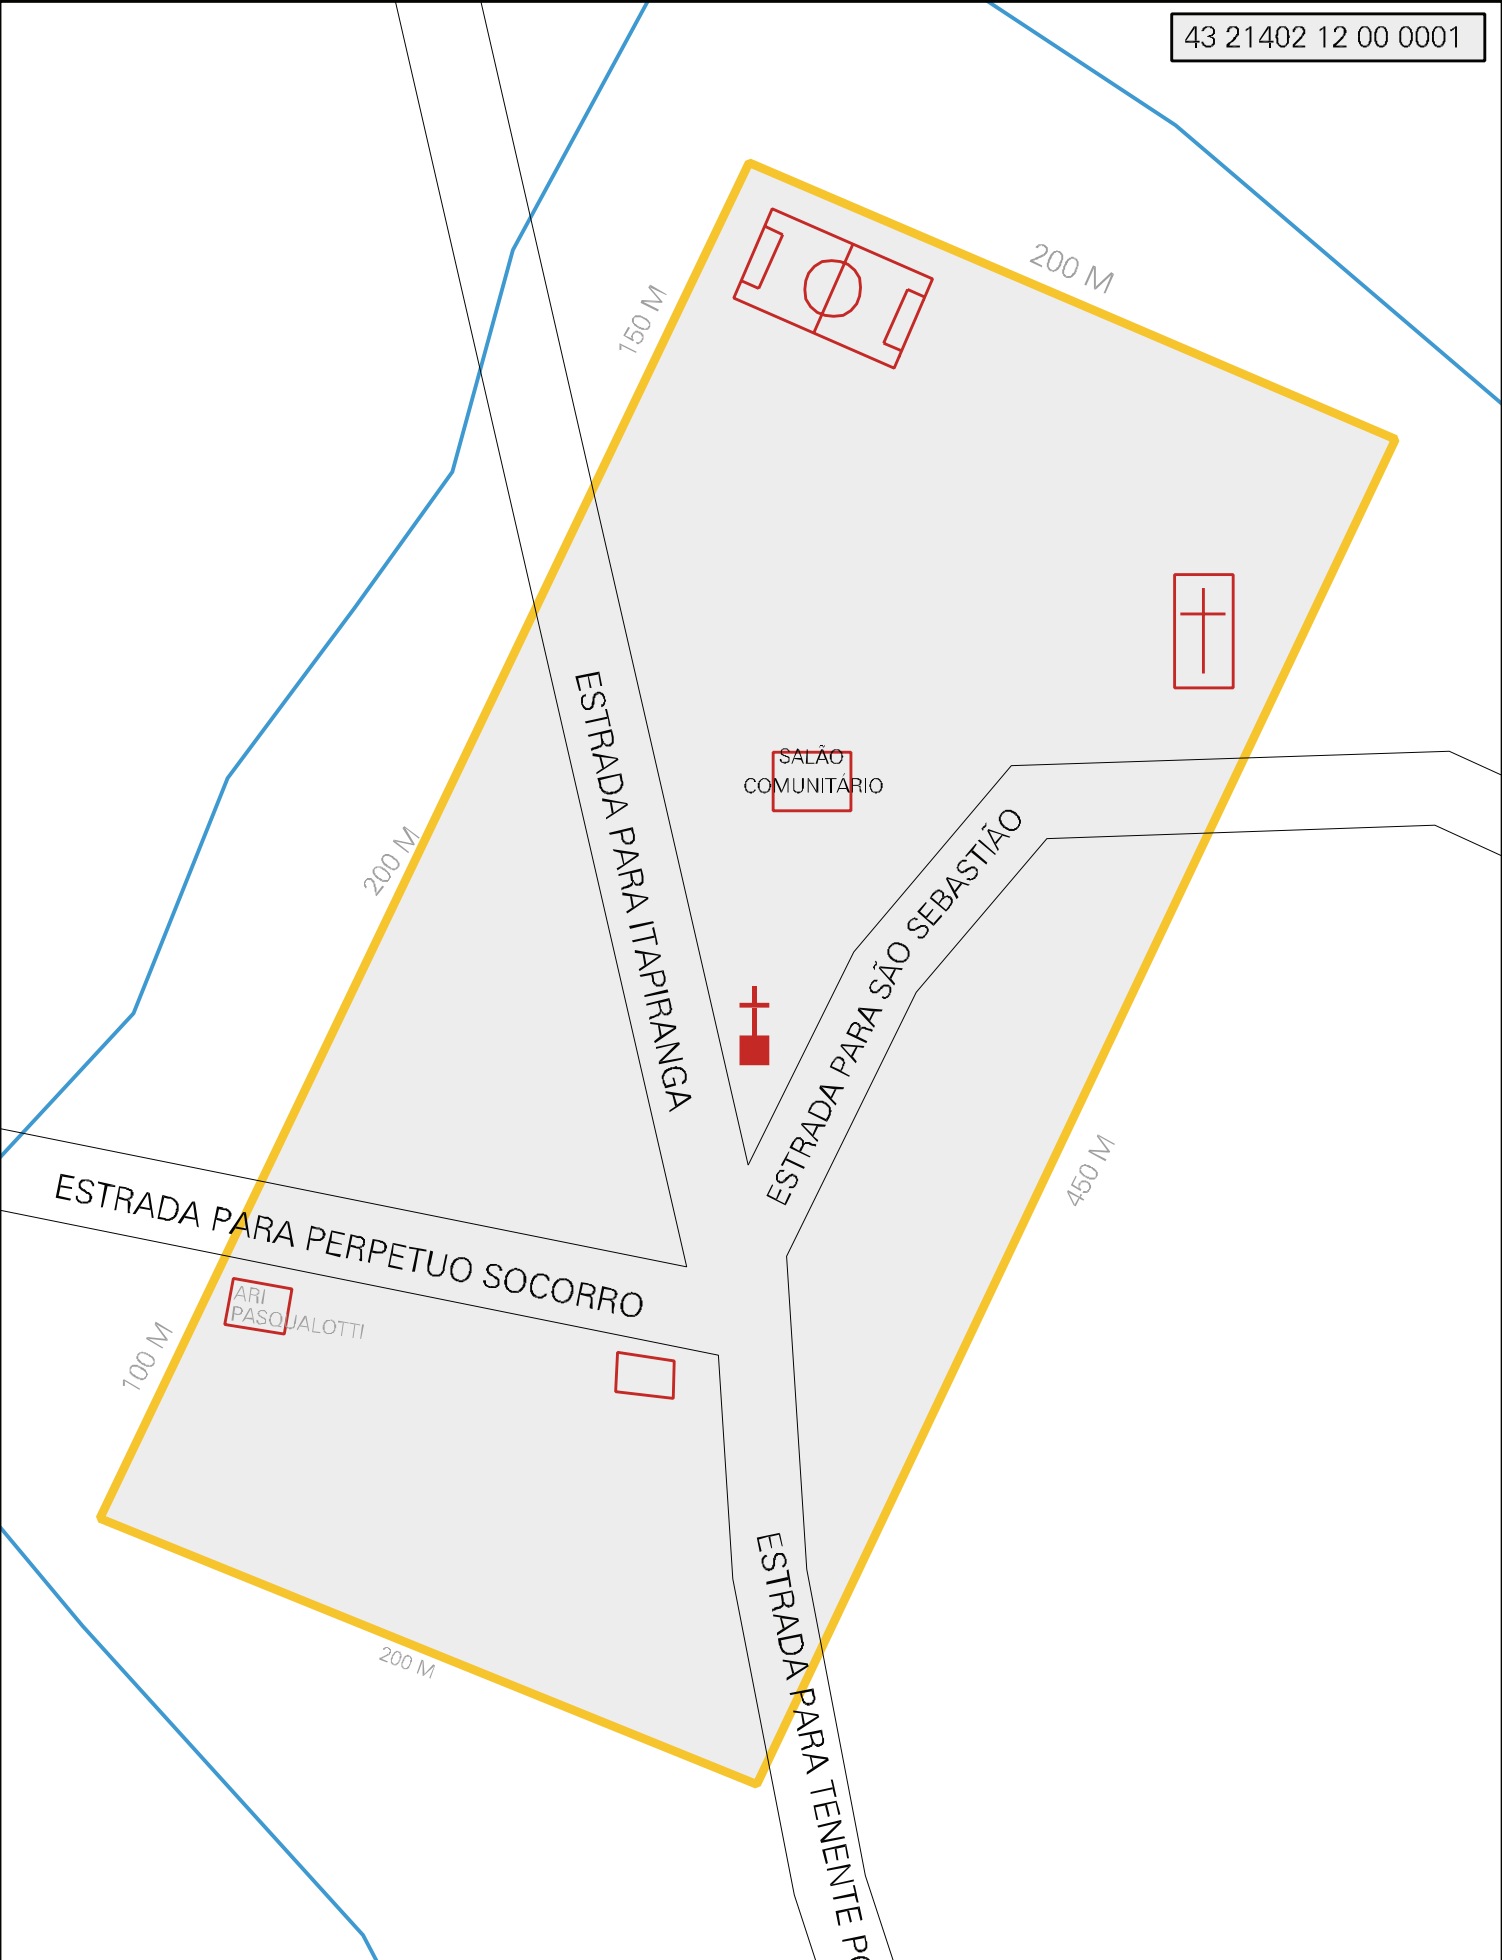 43 21402 12 00 0001
200 M
150 M
ESTRADA PARA ITAPIRANGA
SALÃO
COMUNITÁRIO
ESTRADA PARA SÃO SEBASTIÃO
200 M
450 M
ESTRADA PARA PERPETUO SOCORRO
ARI
PASQUALOTTI
100 M
ESTRADA PARA TENENTE
200 M